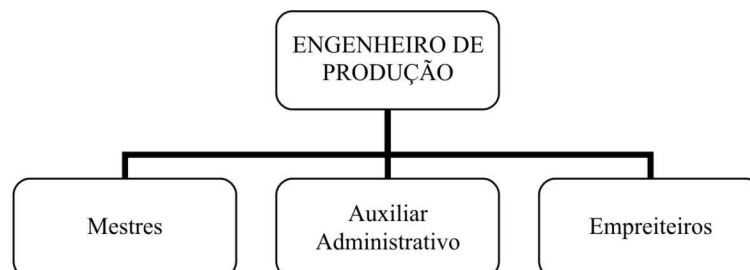 ENGENHEIRO DE
PRODUÇÃO
Mestres
Auxiliar
Administrativo
Empreiteiros